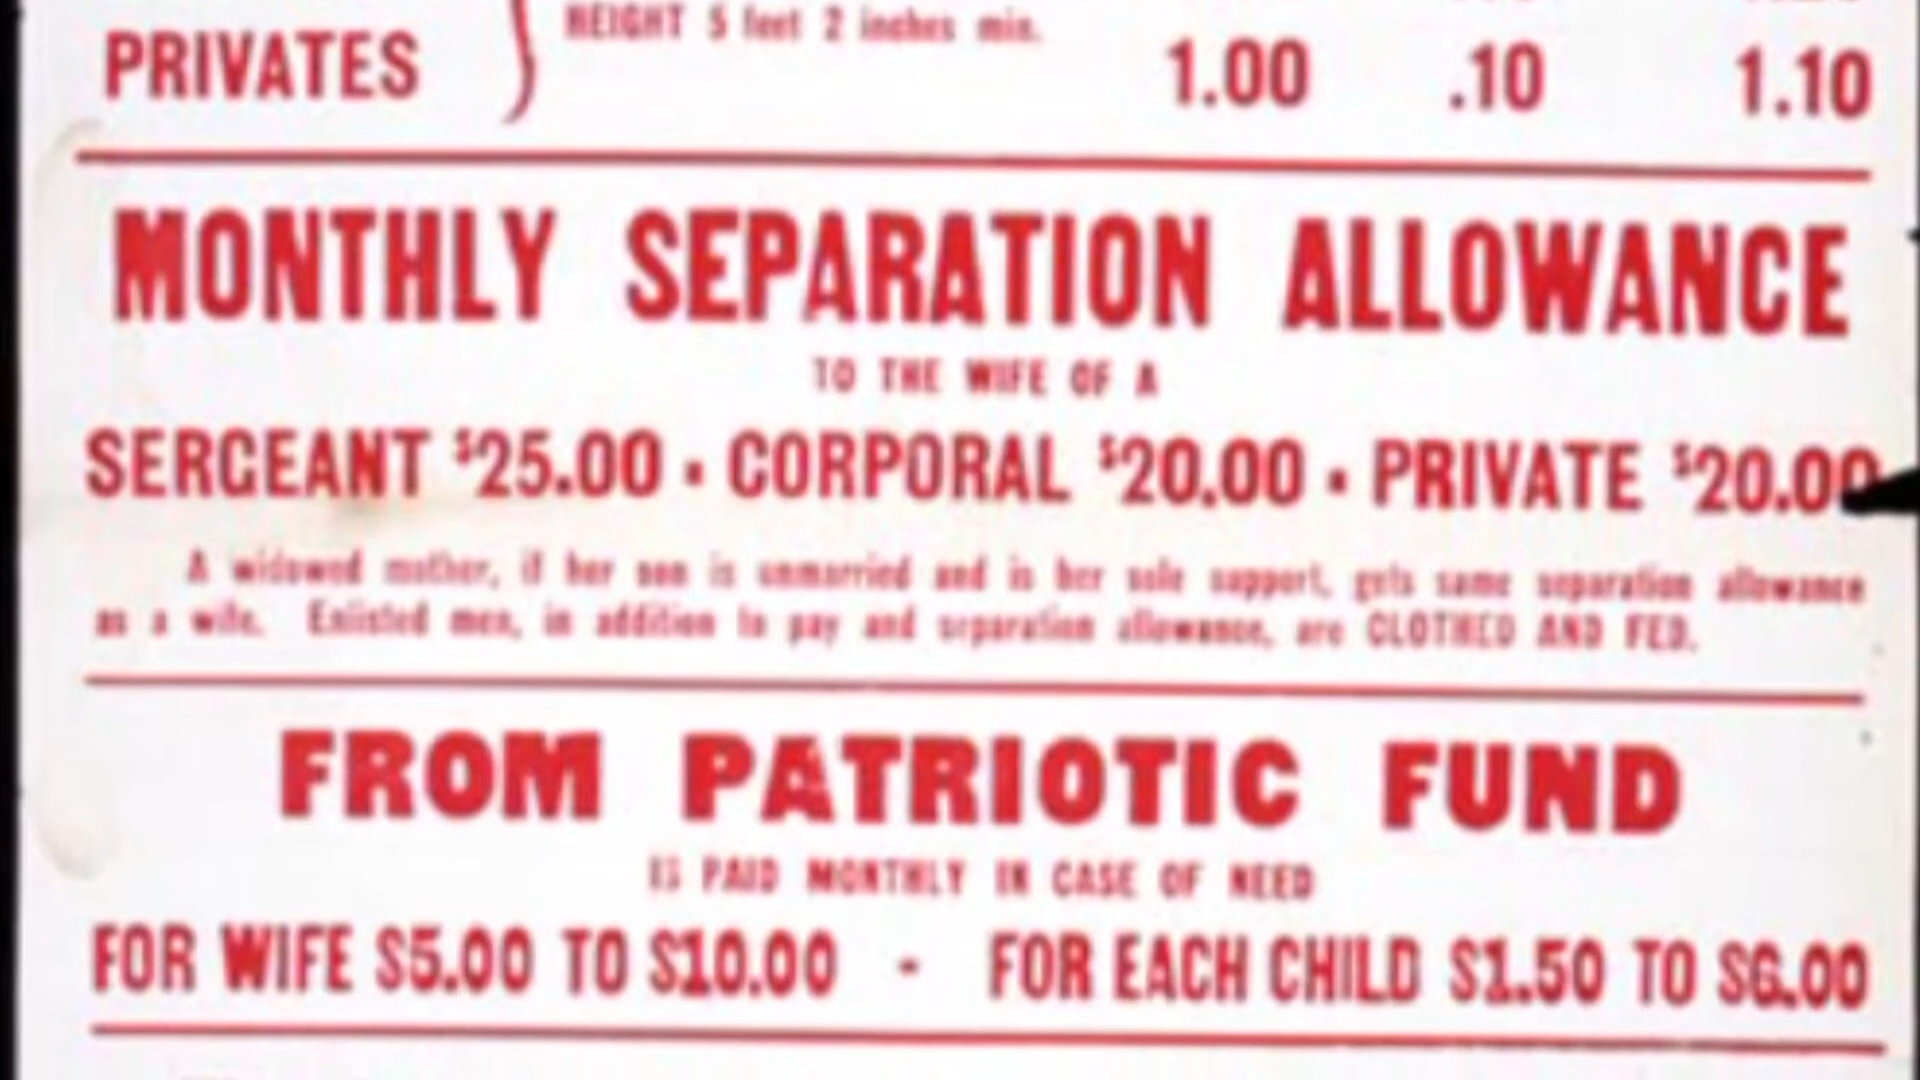 HEIGHT 5 feet 2 inches min.
PRIVATES 1.00 .10 1.10
MONTHLY SEPARATION ALLOWANCE
TO THE WIFE OF A
SERGEANT $25.00 · CORPORAL $20.00 · PRIVATE $20.00
A widowed mother, if her son is unmarried and is her sole support, gets same separation allowance
as a wife. Enlisted men, in addition to pay and separation allowance, are CLOTHED AND FED.
FROM PATRIOTIC FUND
IS PAID MONTHLY IN CASE OF NEED
FOR WIFE $5.00 TO $10.00 - FOR EACH CHILD $1.50 TO $6.00